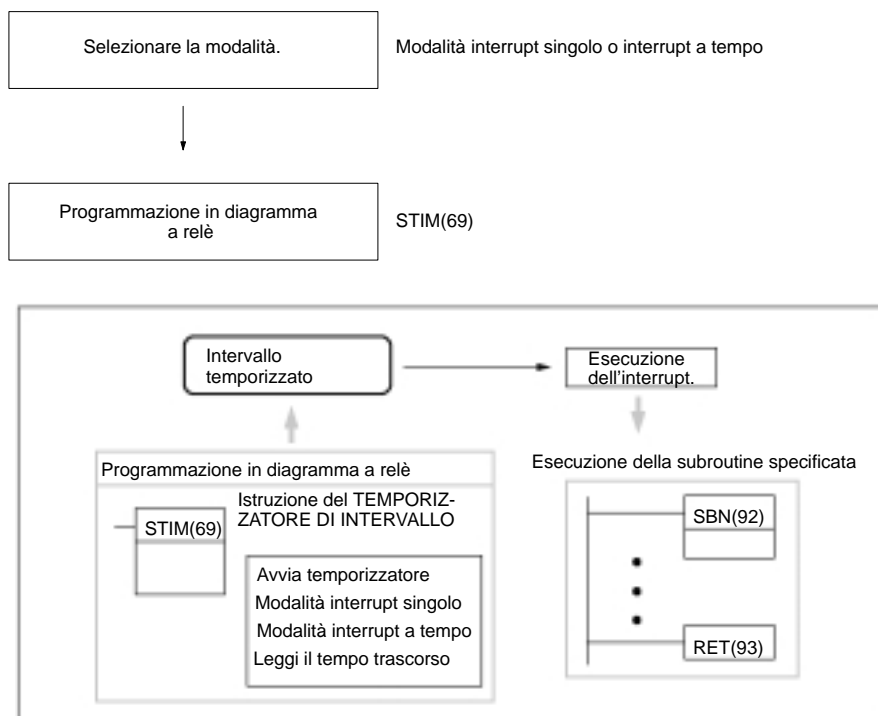 Selezionare la modalità.
Modalità interrupt singolo o interrupt a tempo
Programmazione in diagramma
a relè
STIM(69)
Intervallo
temporizzato
Esecuzione
dell'interrupt.
Programmazione in diagramma a relè
STIM(69)
Istruzione del TEMPORIZ-
ZATORE DI INTERVALLO
Avvia temporizzatore
Modalità interrupt singolo
Modalità interrupt a tempo
Leggi il tempo trascorso
Esecuzione della subroutine specificata
SBN(92)
RET(93)